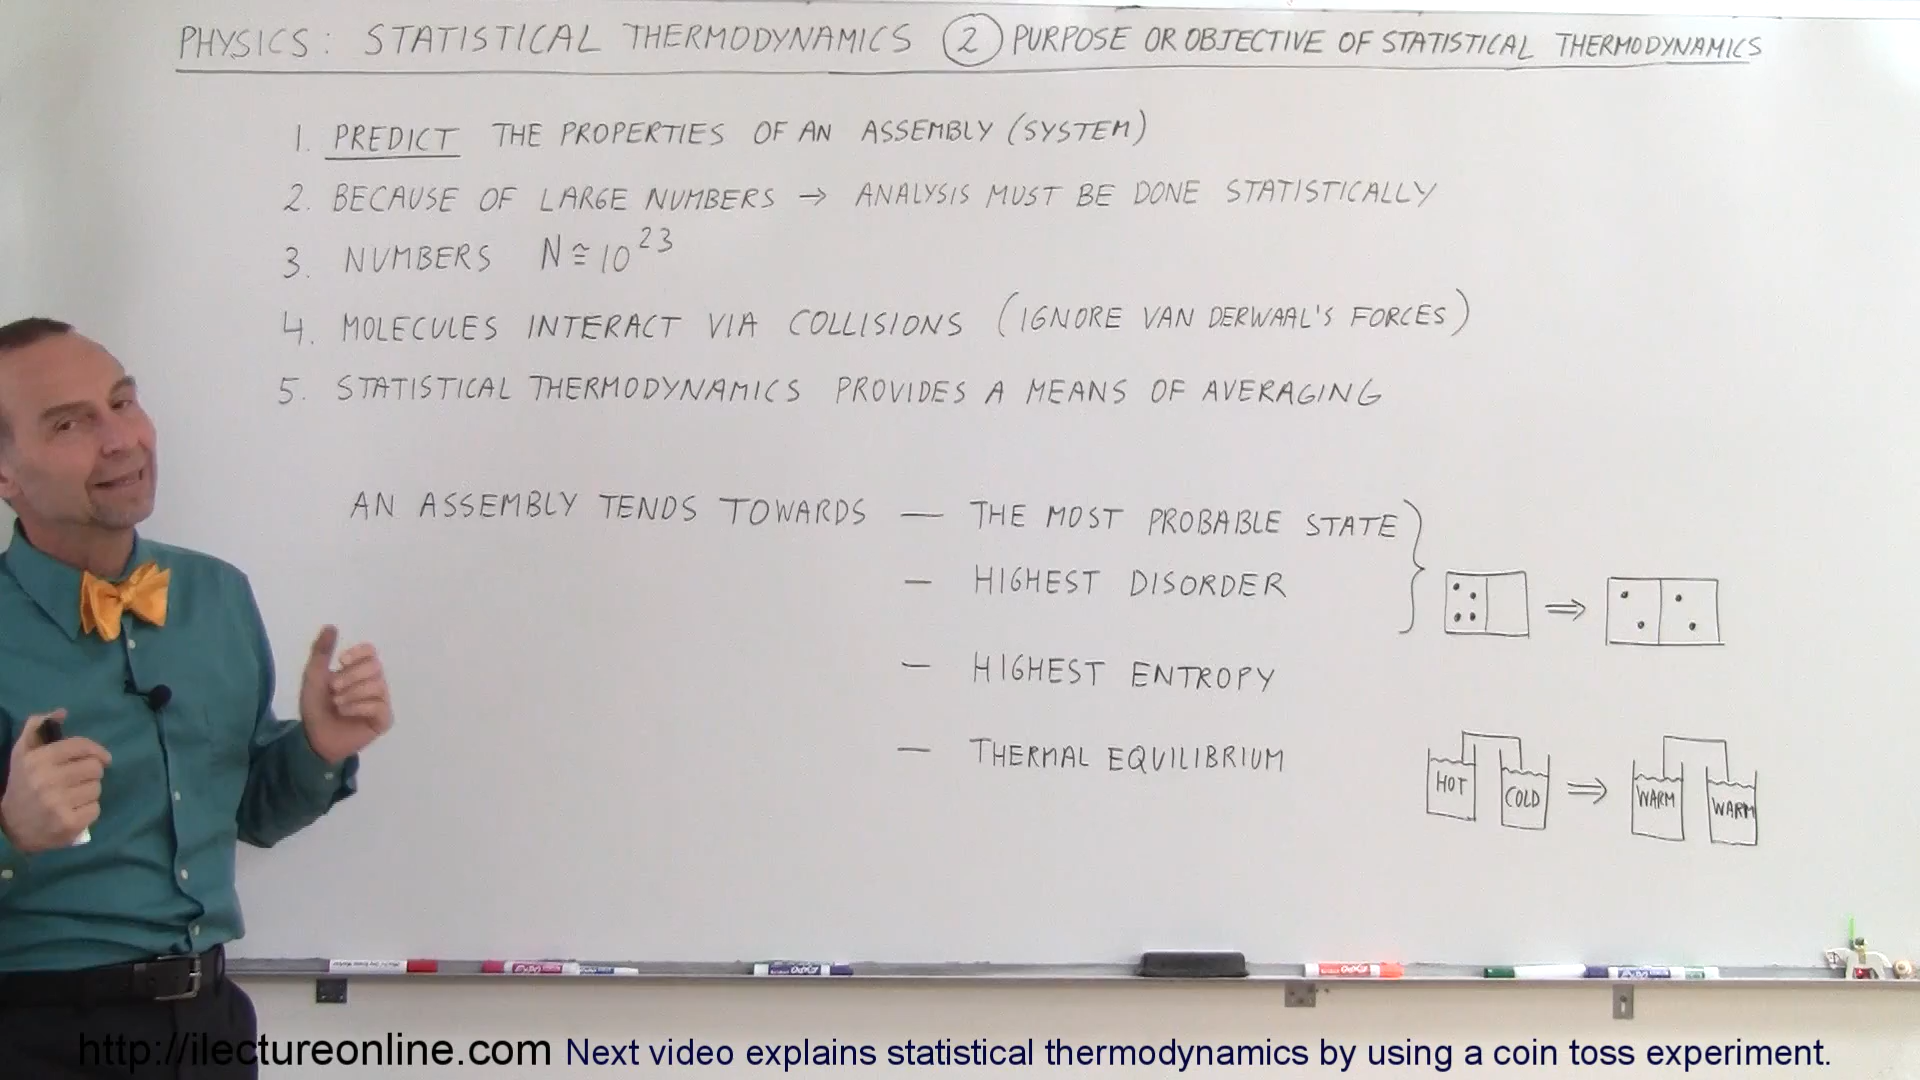 PHYSICS: STATISTICAL THERMODYNAMICS 2 PURPOSE OR OBJECTIVE OF STATISTICAL THERMODYNAMICS
1. PREDICT THE PROPERTIES OF AN ASSEMBLY (SYSTEM)
2. BECAUSE OF LARGE NUMBERS → ANALYSIS MUST BE DONE STATISTICALLY
3. NUMBERS N ≅ 10^23
4. MOLECULES INTERACT VIA COLLISIONS (IGNORE VAN DERWAAL'S FORCES)
5. STATISTICAL THERMODYNAMICS PROVIDES A MEANS OF AVERAGING
AN ASSEMBLY TENDS TOWARDS — THE MOST PROBABLE STATE
— HIGHEST DISORDER
— HIGHEST ENTROPY
— THERMAL EQUILIBRIUM
HOT COLD ⇒ WARM WARM
EXPO
http://ilectureonline.com Next video explains statistical thermodynamics by using a coin toss experiment.